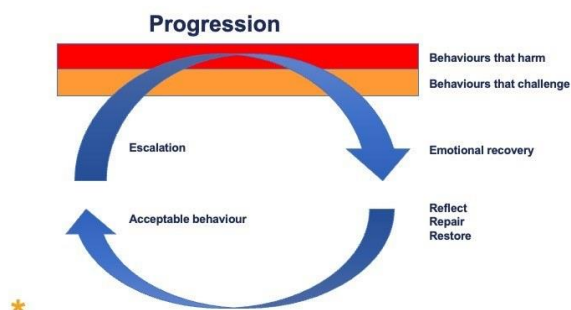 Progression
Behaviours that harm
Behaviours that challenge
Escalation
Emotional recovery
Acceptable behaviour
Reflect
Repair
Restore
*